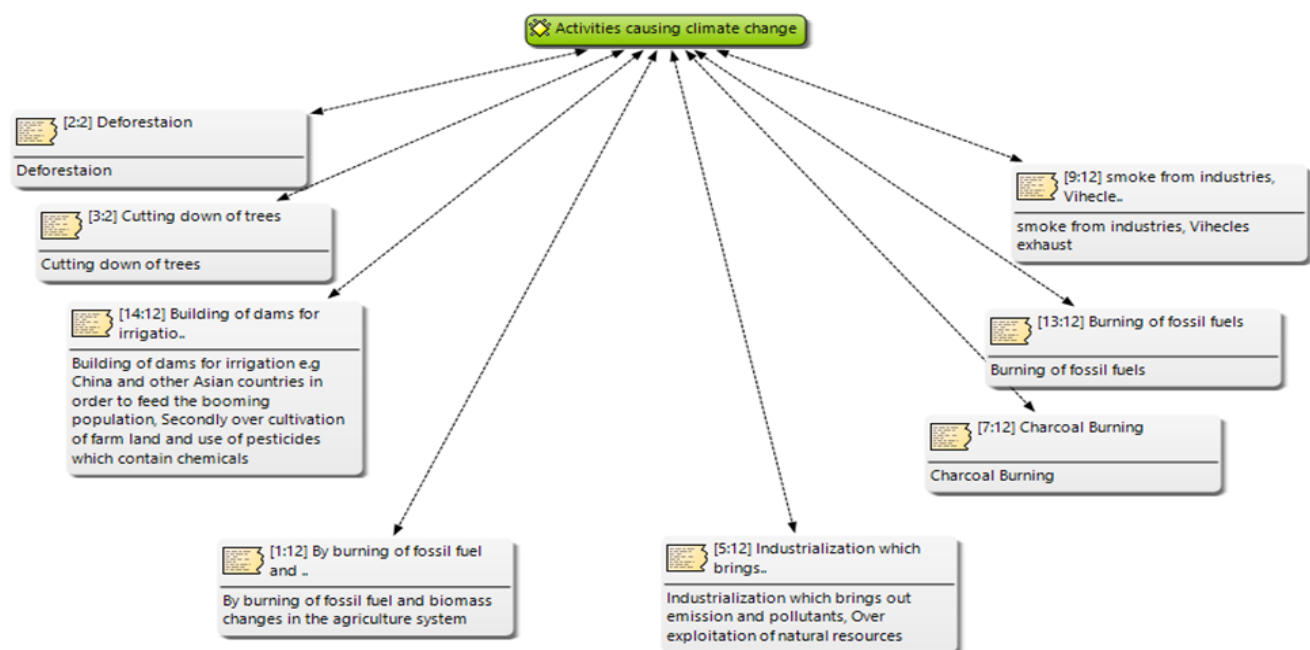 Activities causing climate change
[2:2] Deforestaion
Deforestaion
[3:2] Cutting down of trees
Cutting down of trees
[14:12] Building of dams for
irrigatio..
Building of dams for irrigation e.g
China and other Asian countries in
order to feed the booming
population, Secondly over cultivation
of farm land and use of pesticides
which contain chemicals
[1:12] By burning of fossil fuel
and ..
By burning of fossil fuel and biomass
changes in the agriculture system
[5:12] Industrialization which
brings..
Industrialization which brings out
emission and pollutants, Over
exploitation of natural resources
[9:12] smoke from industries,
Vihecle..
smoke from industries, Vihecles
exhaust
[13:12] Burning of fossil fuels
Burning of fossil fuels
[7:12] Charcoal Burning
Charcoal Burning